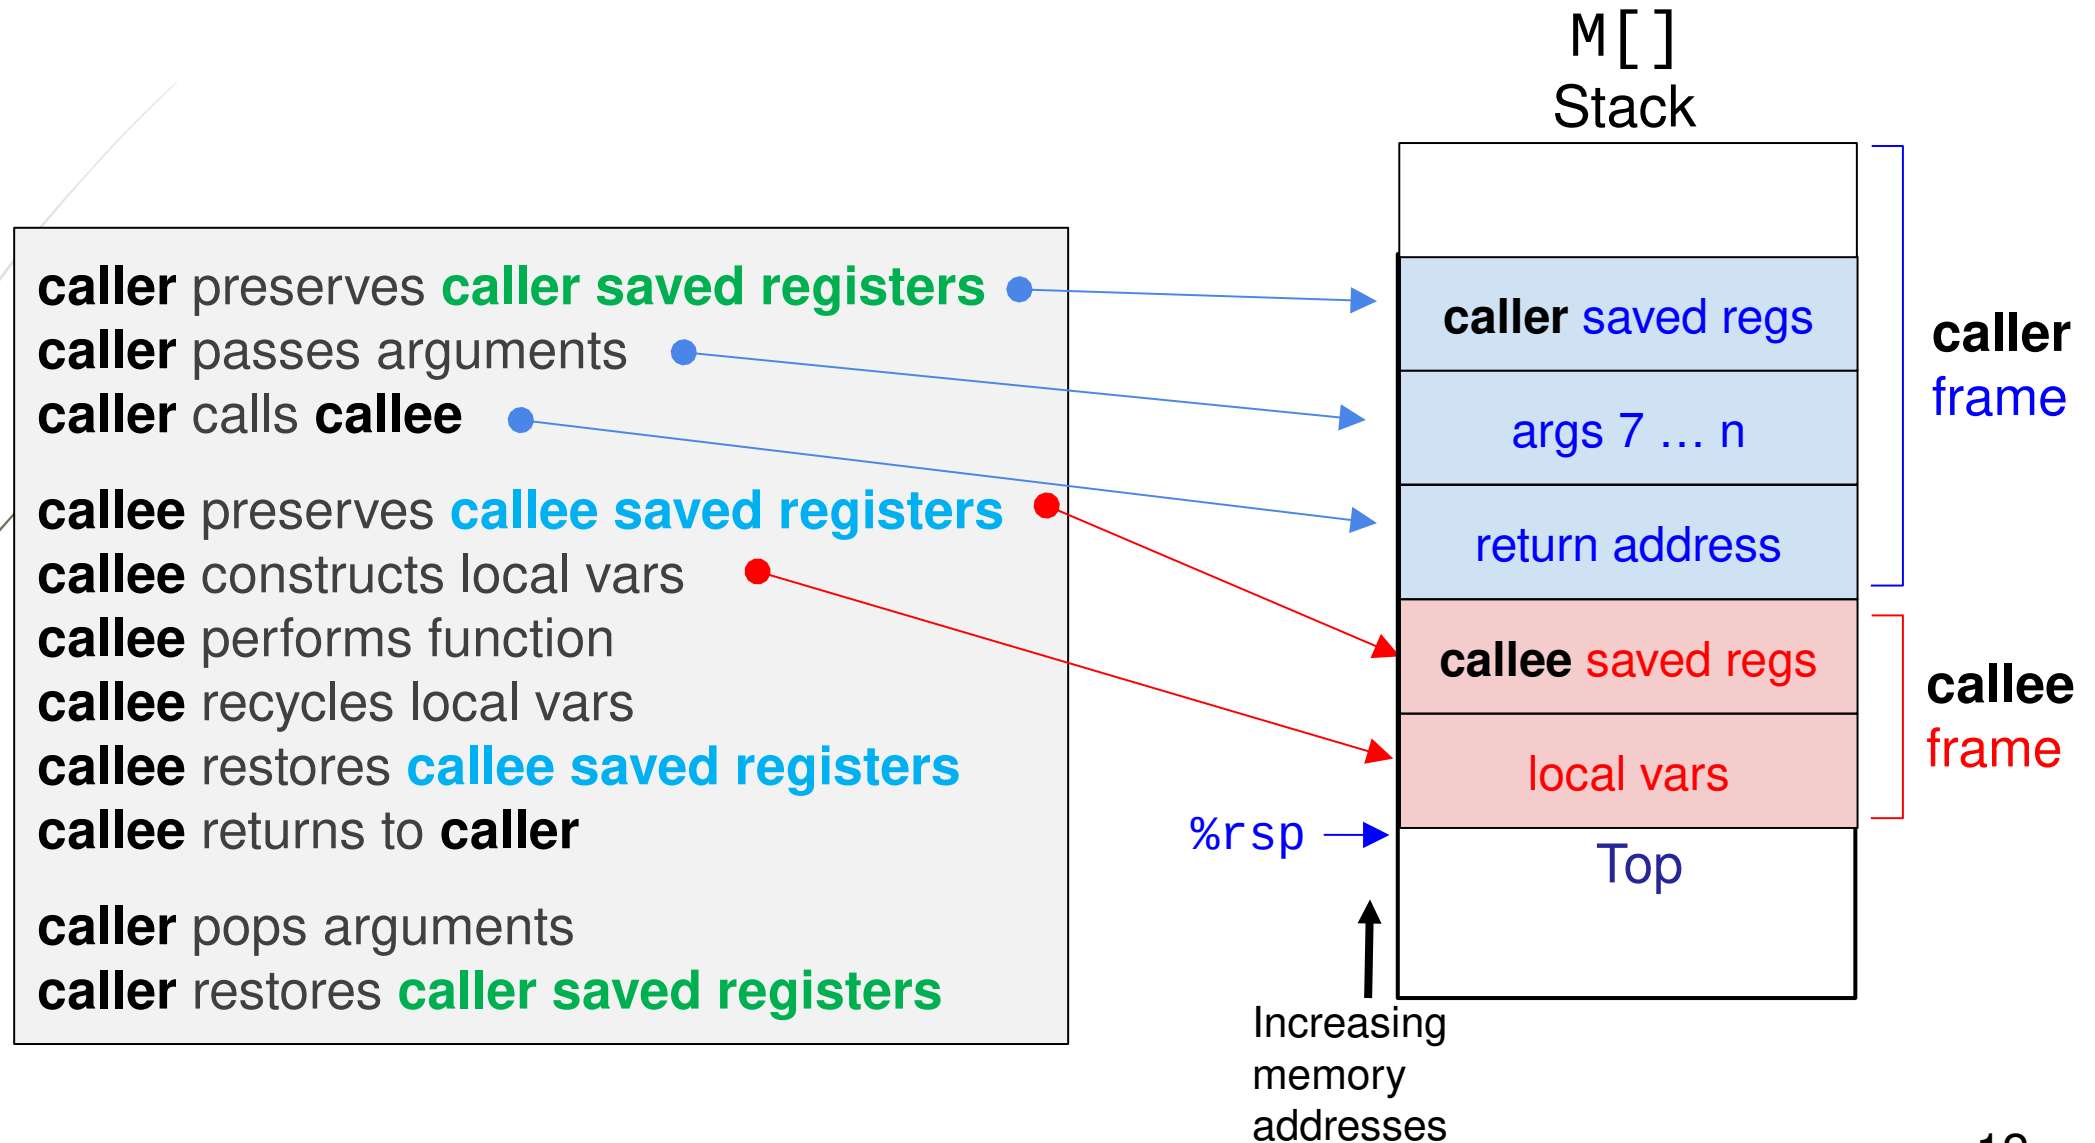 M[]
Stack
caller preserves caller saved registers
caller passes arguments
caller calls callee
callee preserves callee saved registers
callee constructs local vars
callee performs function
callee recycles local vars
callee restores callee saved registers
callee returns to caller
caller pops arguments
caller restores caller saved registers
caller saved regs
args 7 … n
return address
callee saved regs
local vars
Top
caller
frame
callee
frame
%rsp
Increasing
memory
addresses